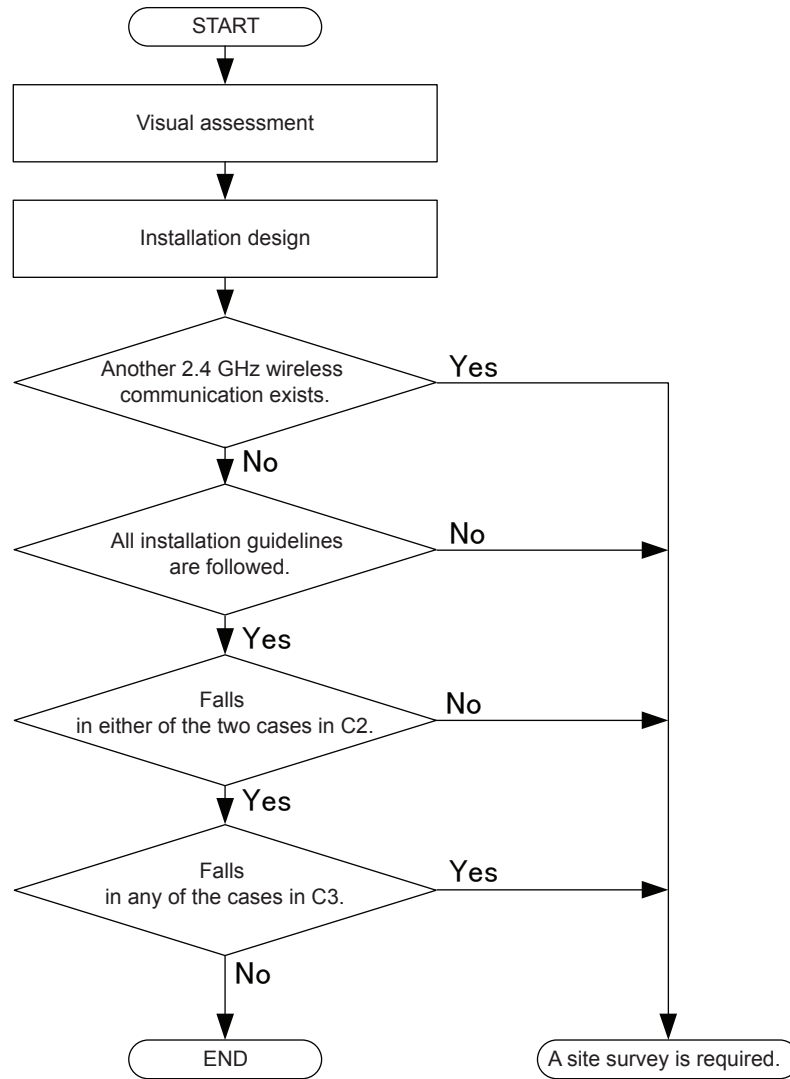 START
Visual assessment
Installation design
Another 2.4 GHz wireless
communication exists.
Yes
No
All installation guidelines
are followed.
No
Yes
Falls
in either of the two cases in C2.
No
Yes
Falls
in any of the cases in C3.
Yes
No
END
A site survey is required.